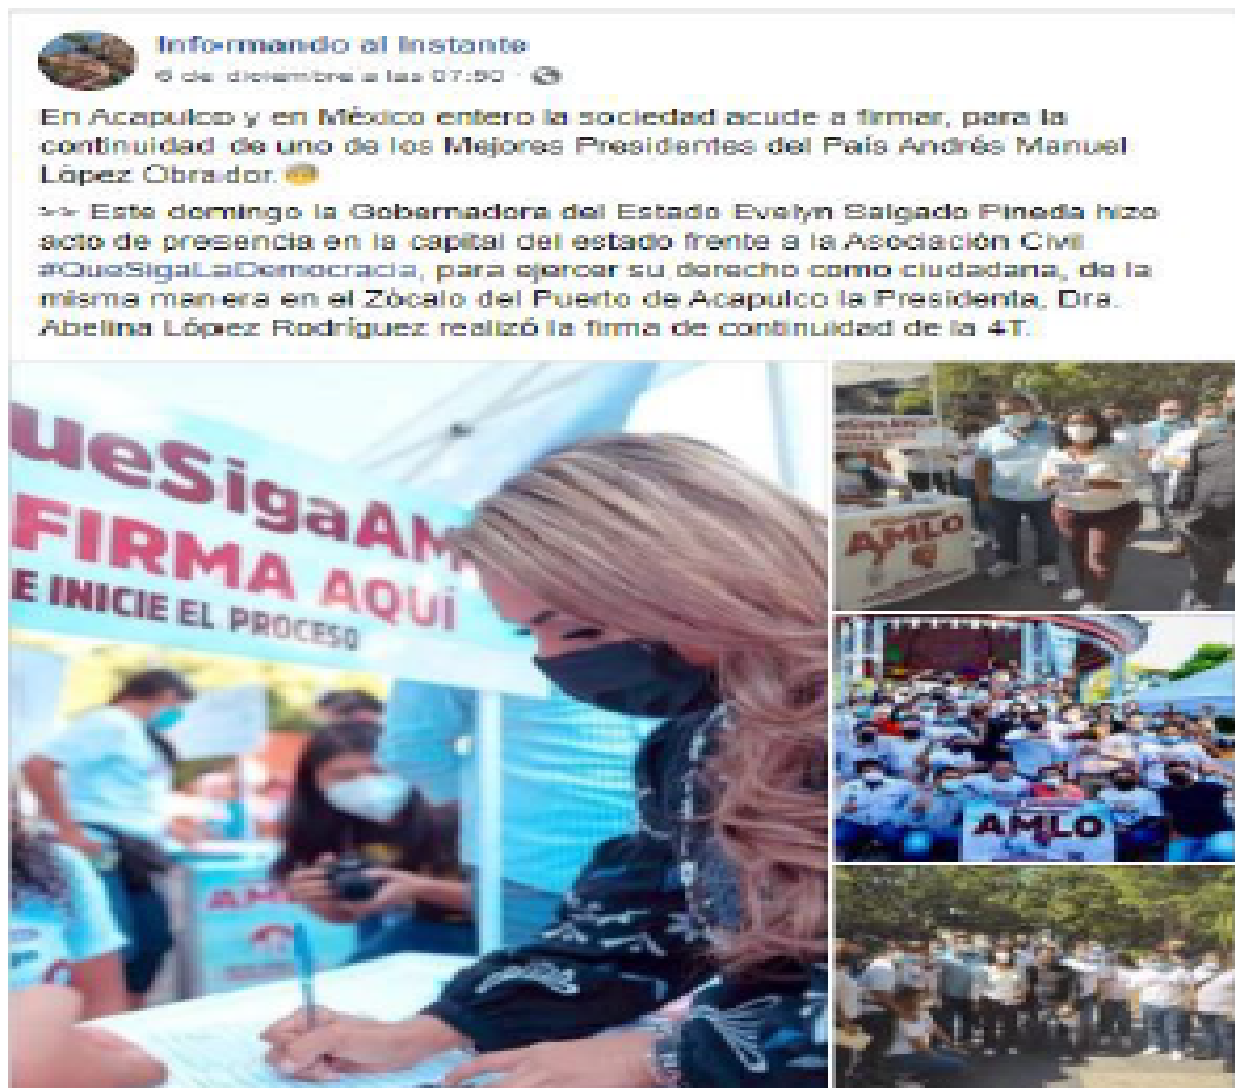 Informando al Instante
6 de diciembre a las 07:50 ·
En Acapulco y en México entero la sociedad acude a firmar, para la
continuidad de uno de los Mejores Presidentes del País Andrés Manuel
López Obrador.
>> Este domingo la Gobernadora del Estado Evelyn Salgado Pineda hizo
acto de presencia en la capital del estado frente a la Asociación Civil
#QueSigaLaDemocracia, para ejercer su derecho como ciudadana, de la
misma manera en el Zócalo del Puerto de Acapulco la Presidenta, Dra.
Abelina López Rodríguez realizó la firma de continuidad de la 4T.
ueSigaAM
FIRMA AQUÍ
E INICIE EL PROCESO
AML
AMLO
AMLO